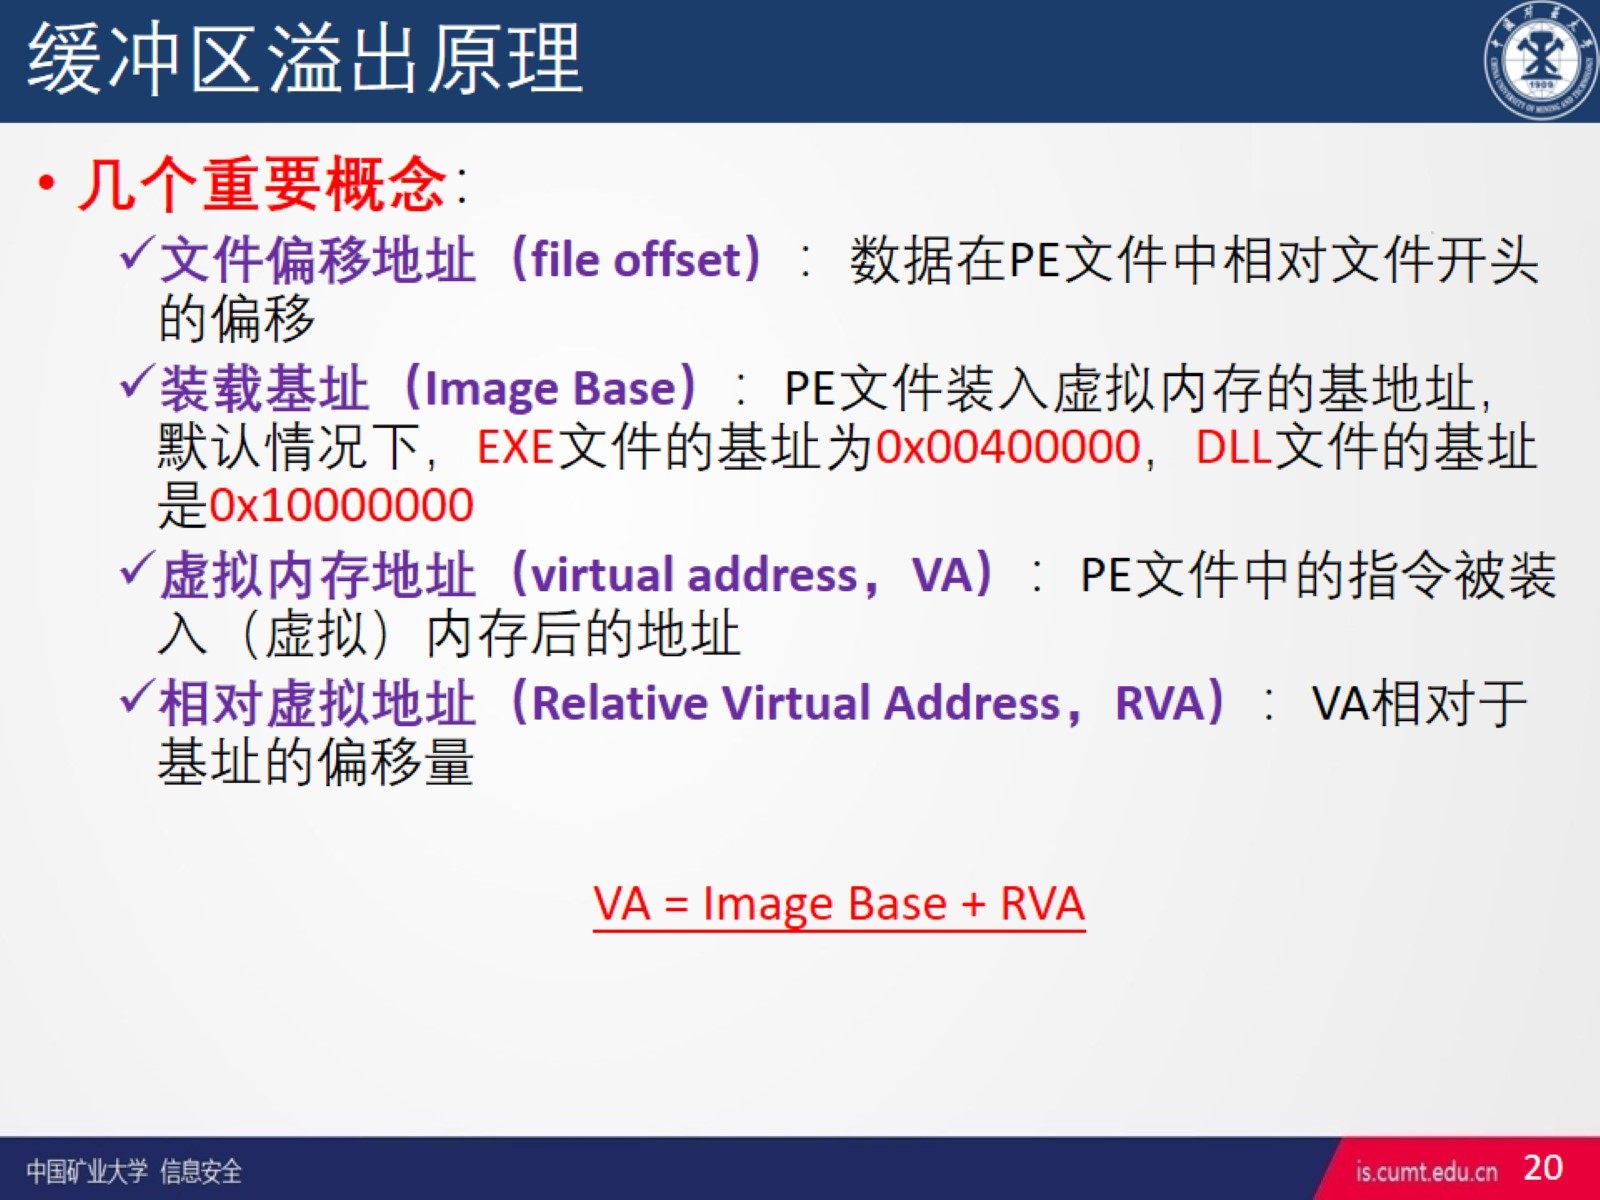 缓冲区溢出原理
1909
• 几个重要概念：
✓文件偏移地址（file offset）：数据在PE文件中相对文件开头
的偏移
✓装载基址（Image Base）：PE文件装入虚拟内存的基地址，
默认情况下，EXE文件的基址为0x00400000，DLL文件的基址
是0x10000000
✓虚拟内存地址（virtual address，VA）：PE文件中的指令被装
入（虚拟）内存后的地址
✓相对虚拟地址（Relative Virtual Address，RVA）：VA相对于
基址的偏移量
VA = Image Base + RVA
中国矿业大学 信息安全
is.cumt.edu.cn 20